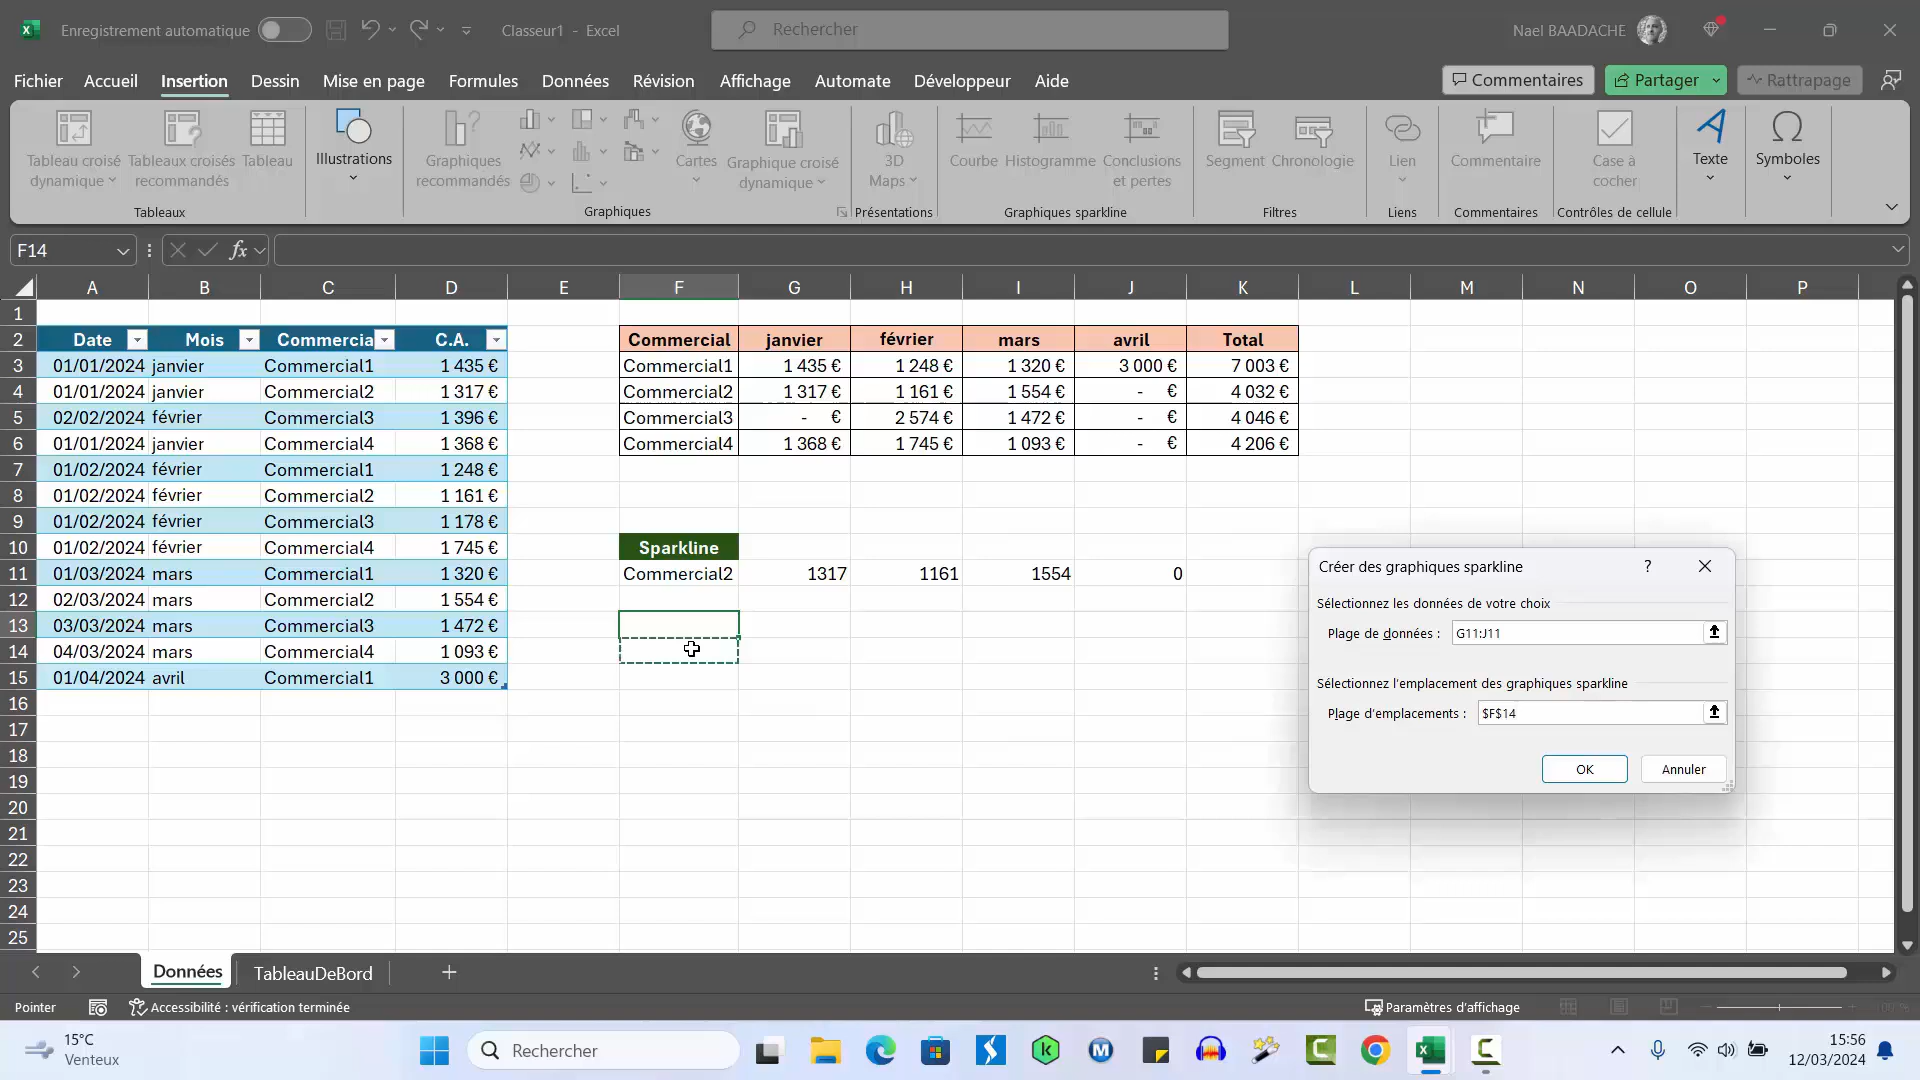 Enregistrement automatique
Classeur1 - Excel
Rechercher
Nael BAADACHE
Fichier Accueil Insertion Dessin Mise en page Formules Données Révision Affichage Automate Développeur Aide
Commentaires Partager Rattrapage
Tableau croisé dynamique
Tableaux croisés recommandés
Tableau
Illustrations
Graphiques recommandés
Cartes
Graphique croisé dynamique
3D Maps
Courbe
Histogramme
Conclusions et pertes
Segment
Chronologie
Lien
Commentaire
Case à cocher
Texte
Symboles
Tableaux Graphiques Présentations Graphiques sparkline Filtres Liens Commentaires Contrôles de cellule
F14 fx
A B C D E F G H I J K L M N O P
1
2 Date Mois Commercia C.A. Commercial janvier février mars avril Total
3 01/01/2024 janvier Commercial1 1 435 € Commercial1 1 435 € 1 248 € 1 320 € 3 000 € 7 003 €
4 01/01/2024 janvier Commercial2 1 317 € Commercial2 1 317 € 1 161 € 1 554 € - € 4 032 €
5 02/02/2024 février Commercial3 1 396 € Commercial3 - € 2 574 € 1 472 € - € 4 046 €
6 01/01/2024 janvier Commercial4 1 368 € Commercial4 1 368 € 1 745 € 1 093 € - € 4 206 €
7 01/02/2024 février Commercial1 1 248 €
8 01/02/2024 février Commercial2 1 161 €
9 01/02/2024 février Commercial3 1 178 €
10 01/02/2024 février Commercial4 1 745 € Sparkline
11 01/03/2024 mars Commercial1 1 320 € Commercial2 1317 1161 1554 0
12 02/03/2024 mars Commercial2 1 554 €
13 03/03/2024 mars Commercial3 1 472 €
14 04/03/2024 mars Commercial4 1 093 €
15 01/04/2024 avril Commercial1 3 000 €
16
17
18
19
20
21
22
23
24
25
Créer des graphiques sparkline ?
Sélectionnez les données de votre choix
Plage de données : G11:J11
Sélectionnez l'emplacement des graphiques sparkline
Plage d'emplacements : $F$14
OK Annuler
Données TableauDeBord
Pointer Accessibilité : vérification terminée Paramètres d'affichage
15°C
Venteux
Rechercher
15:56
12/03/2024